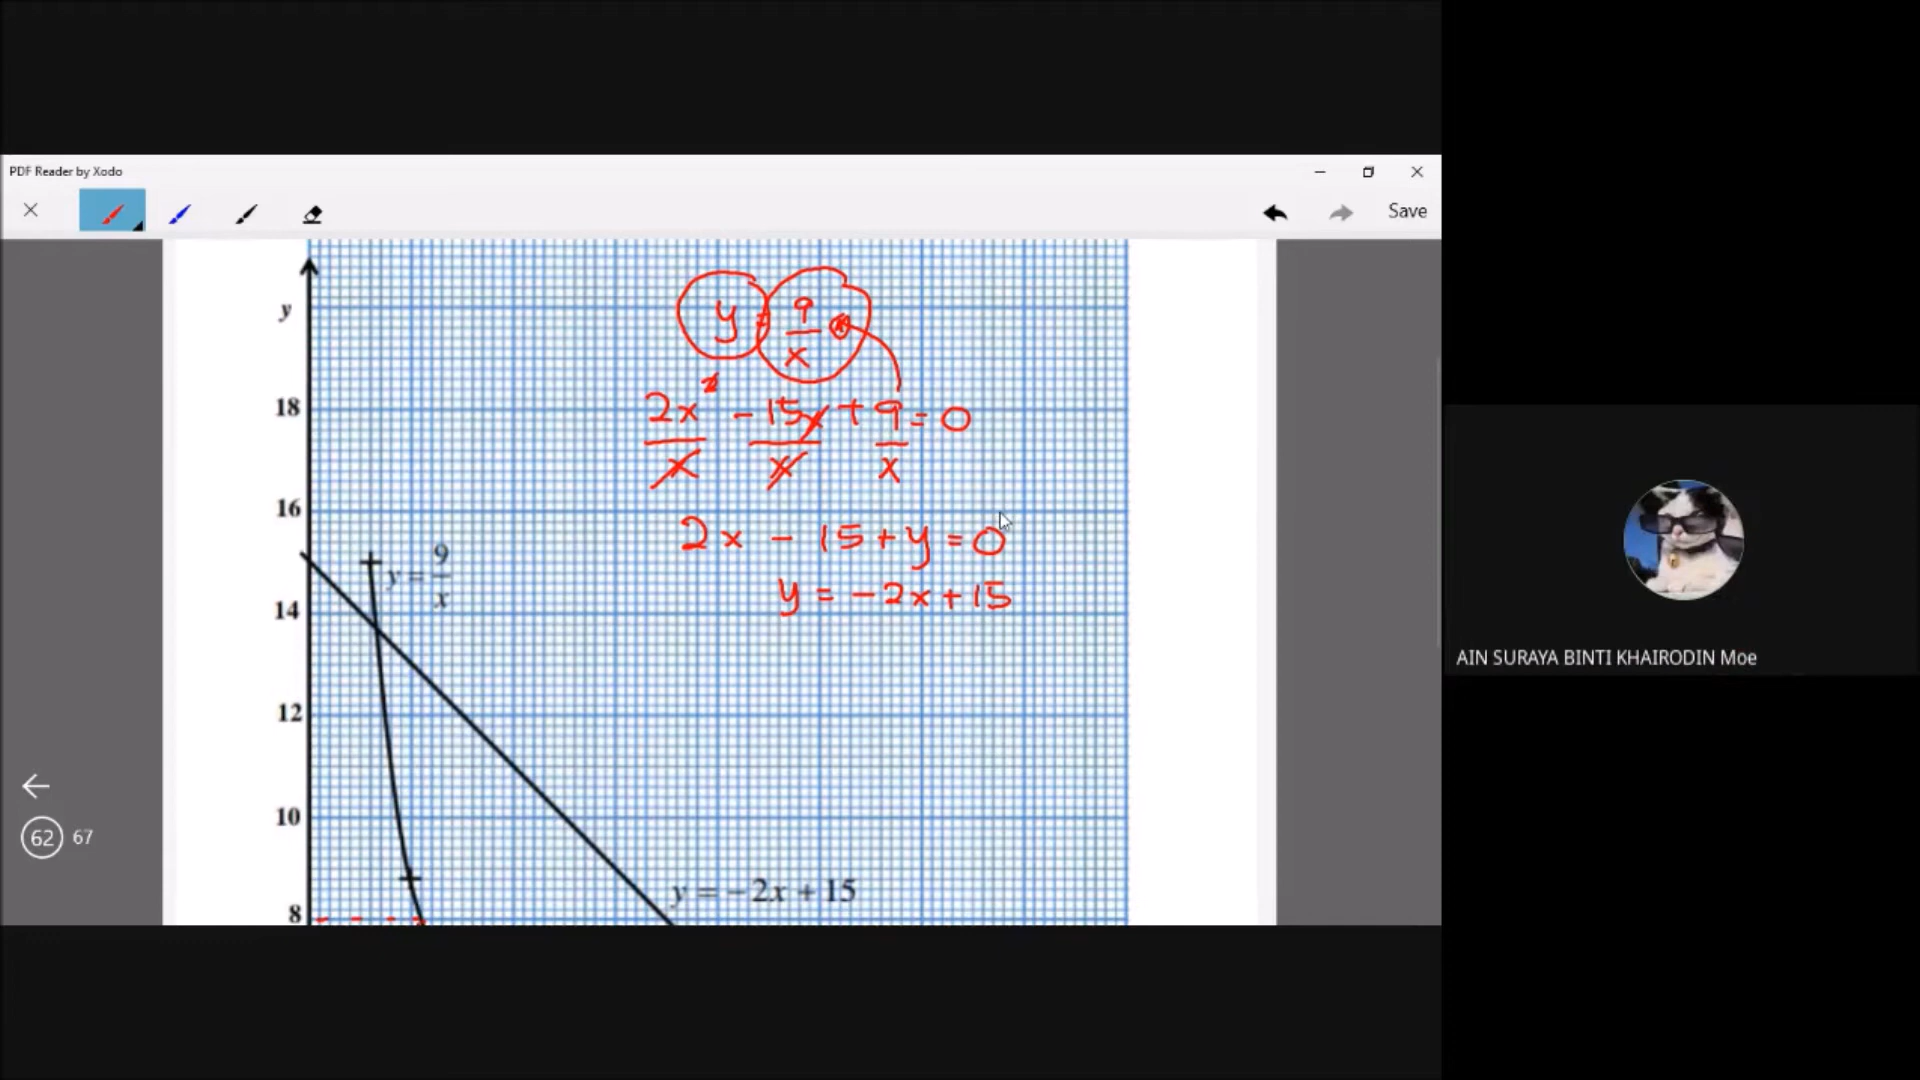 PDF Reader by Xodo
Save
y
y = 9/x
2x² - 15x + 9 = 0
x x x
18
16
2x - 15 + y = 0
y = 9/x
y = -2x + 15
14
12
10
y = -2x + 15
8
62 67
AIN SURAYA BINTI KHAIRODIN Moe